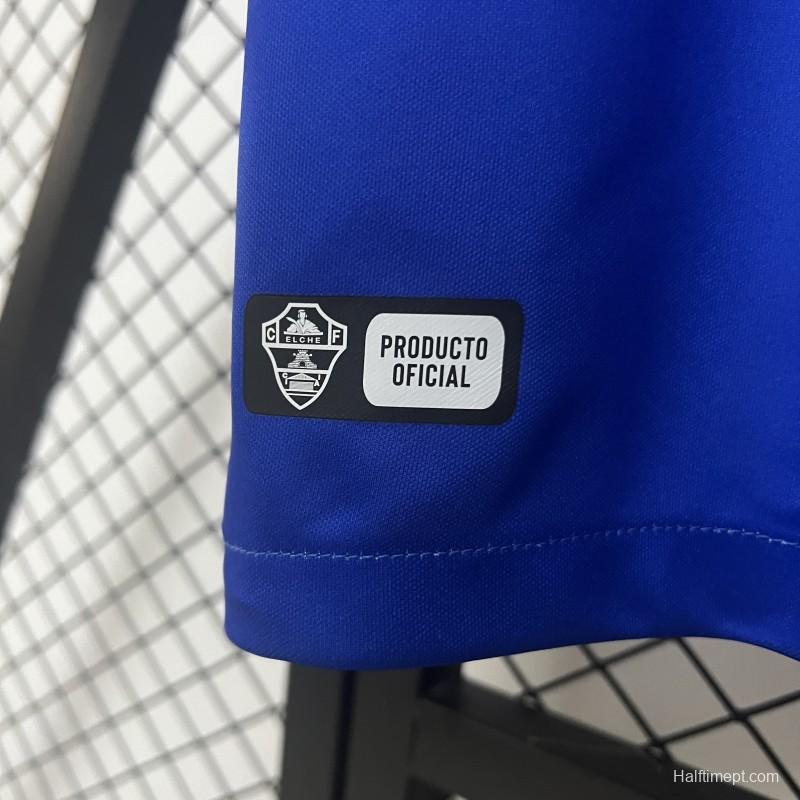 C F
ELCHE
C I A
PRODUCTO
OFICIAL
Halftimept.com